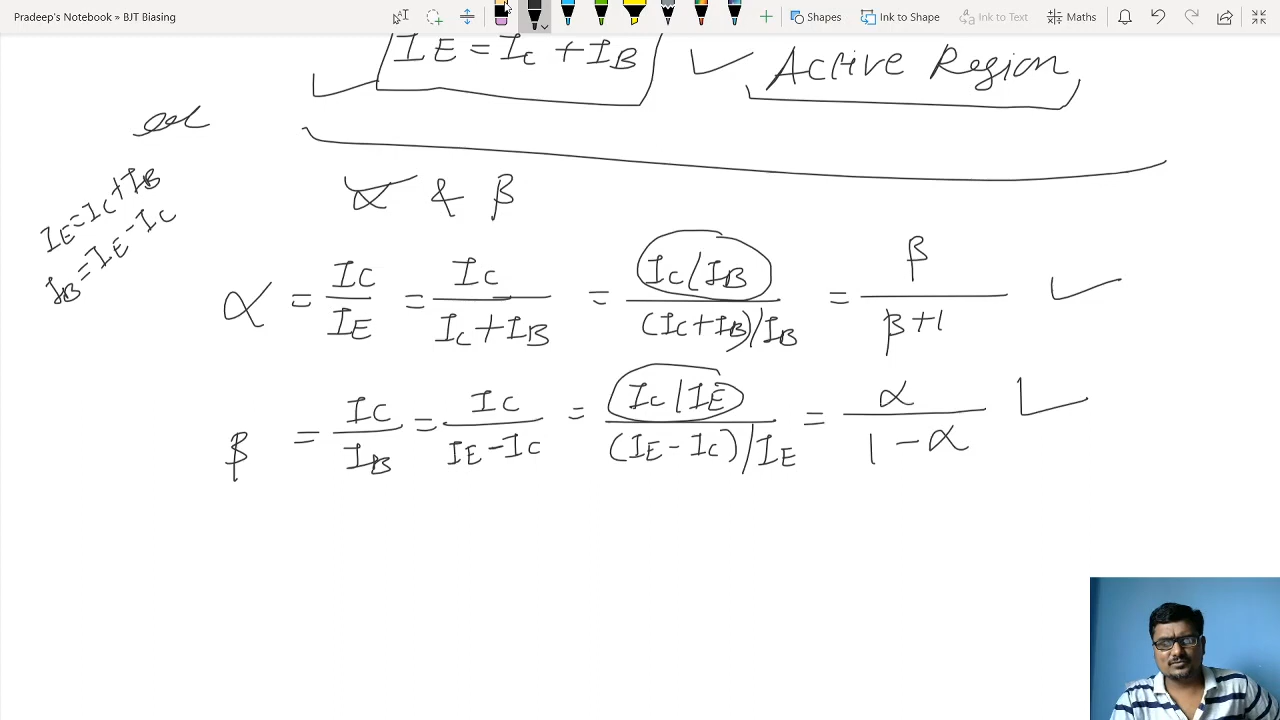 Pradeep's Notebook » BJT Biasing
Shapes Ink to Shape Ink to Text Maths
IE = IC + IB ✓ Active Region
IE = IC + IB
IB = IE - IC
α & β
α = IC/IE = IC/(IC + IB) = (IC/IB)/((IC + IB)/IB) = β/(β + 1) ✓
β = IC/IB = IC/(IE - IC) = (IC/IE)/((IE - IC)/IE) = α/(1 - α) ✓